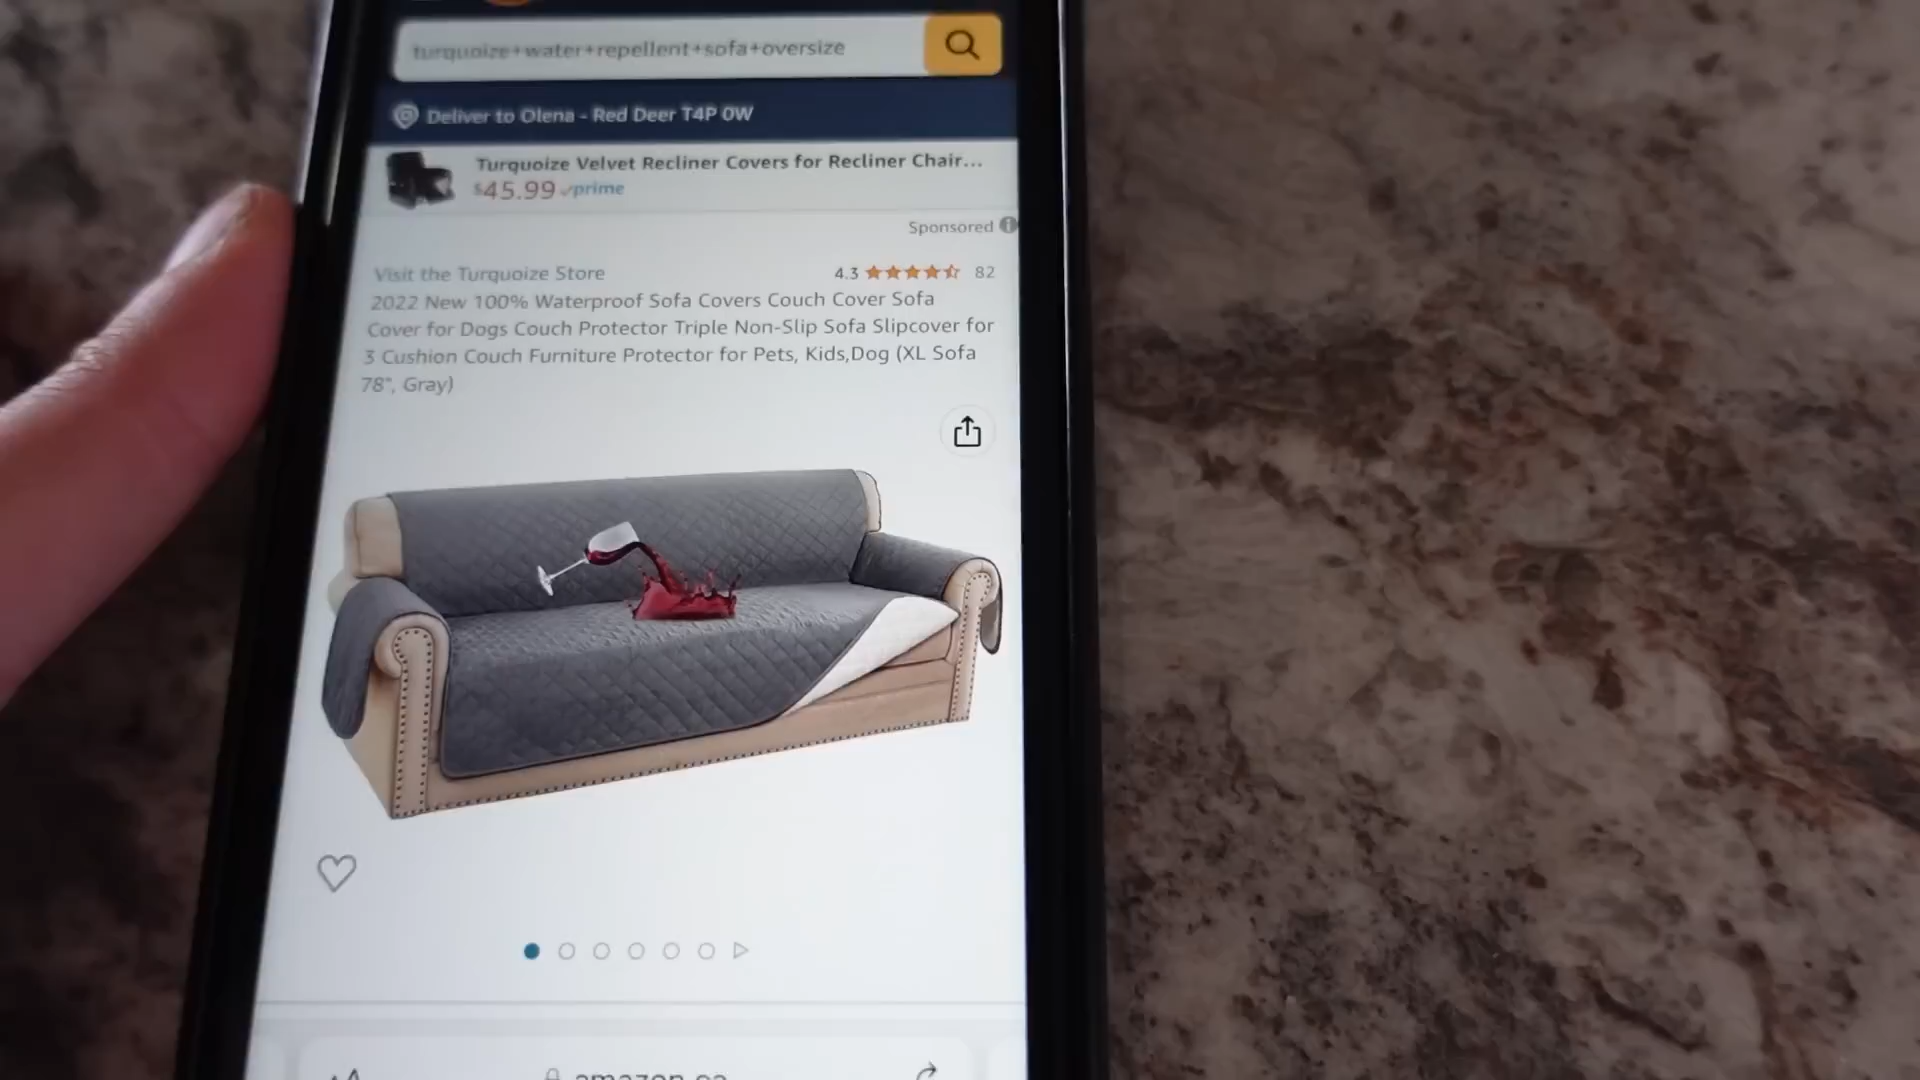 turquoize+water+repellent+sofa+oversize
Deliver to Olena - Red Deer T4P 0W
Turquoize Velvet Recliner Covers for Recliner Chair...
$45.99 prime
Sponsored
Visit the Turquoize Store 4.3 82
2022 New 100% Waterproof Sofa Covers Couch Cover Sofa
Cover for Dogs Couch Protector Triple Non-Slip Sofa Slipcover for
3 Cushion Couch Furniture Protector for Pets, Kids,Dog (XL Sofa
78", Gray)
amazon.ca